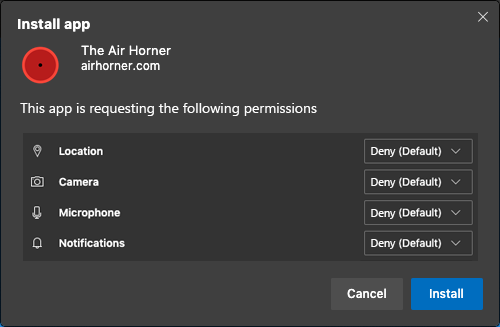 Install app
The Air Horner
airhorner.com
This app is requesting the following permissions
Location Deny (Default)
Camera Deny (Default)
Microphone Deny (Default)
Notifications Deny (Default)
Cancel Install